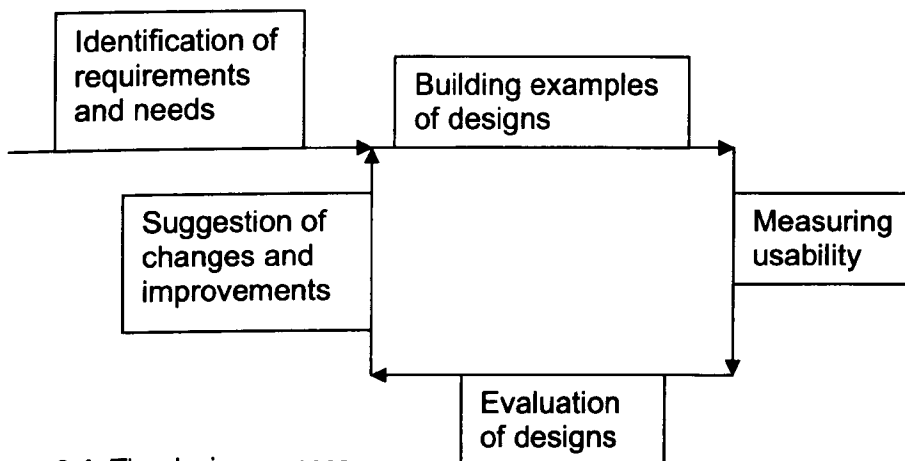 Identification of
requirements
and needs
Building examples
of designs
Suggestion of
changes and
improvements
Measuring
usability
Evaluation
of designs